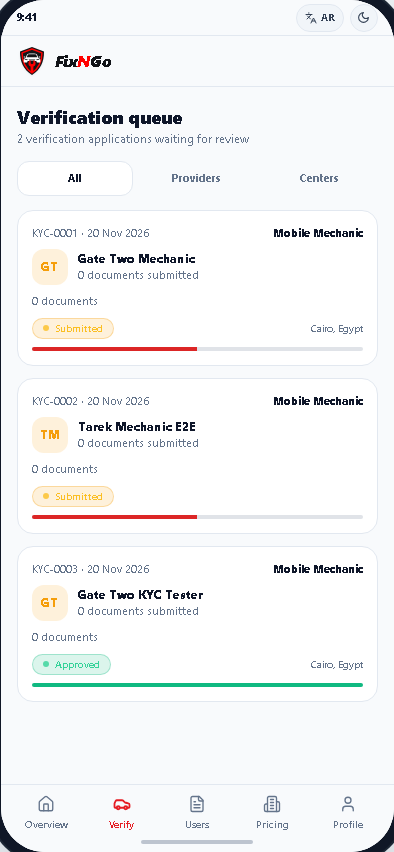 9:41
AR
FixNGo
Verification queue
2 verification applications waiting for review
All
Providers
Centers
KYC-0001 · 20 Nov 2026
Mobile Mechanic
GT
Gate Two Mechanic
0 documents submitted
0 documents
Submitted
Cairo, Egypt
KYC-0002 · 20 Nov 2026
Mobile Mechanic
TM
Tarek Mechanic E2E
0 documents submitted
0 documents
Submitted
KYC-0003 · 20 Nov 2026
Mobile Mechanic
GT
Gate Two KYC Tester
0 documents submitted
0 documents
Approved
Cairo, Egypt
Overview
Verify
Users
Pricing
Profile